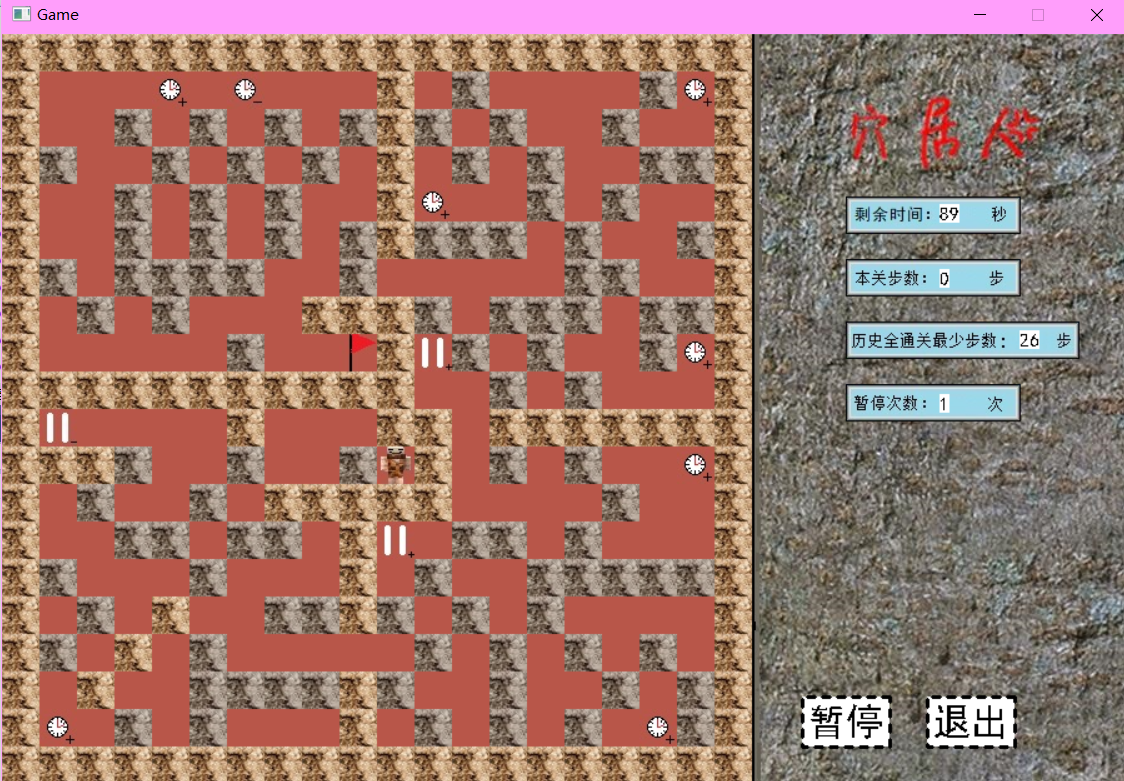 Game
穴居人
剩余时间：89 秒
本关步数：0 步
历史全通关最少步数：26 步
暂停次数：1 次
暂停 退出